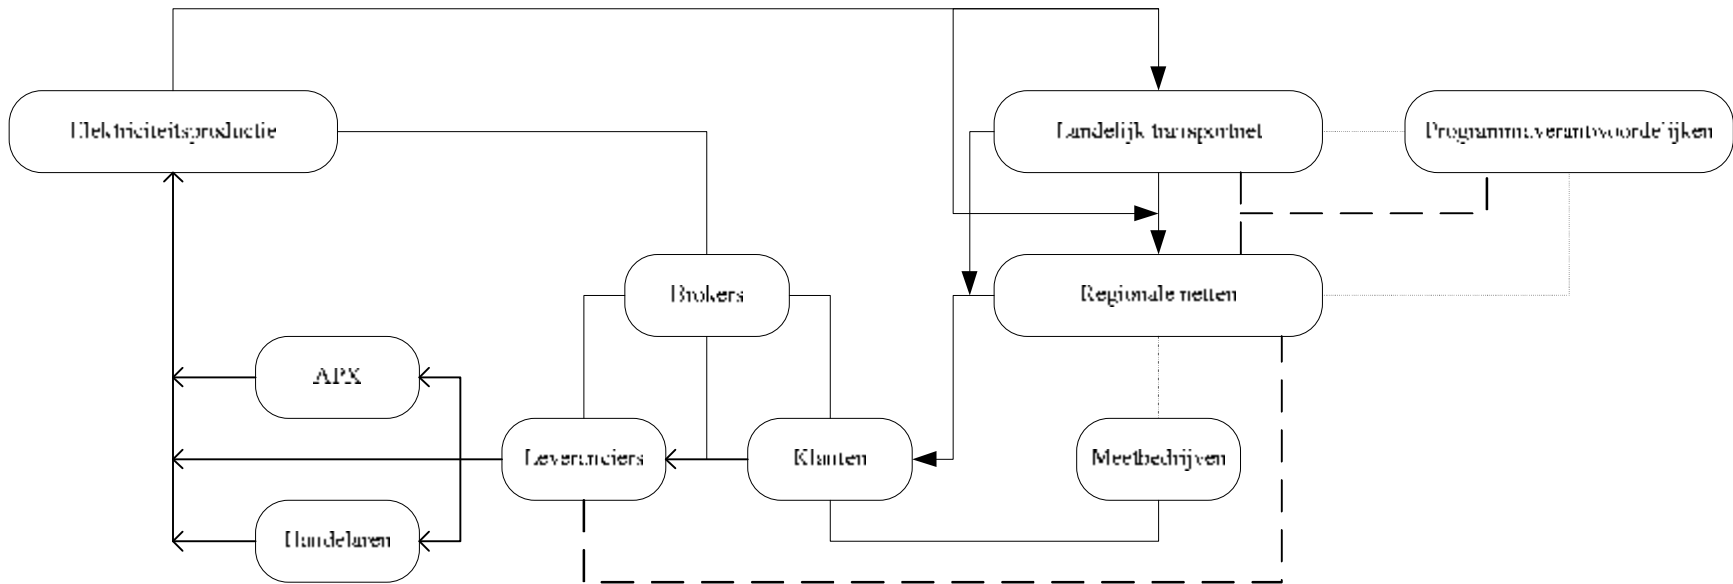 Elektriciteitsproductie
Landelijk transportnet
Programmaverantwoordelijken
Brokers
Regionale netten
APX
Leveranciers
Klanten
Meetbedrijven
Handelaren